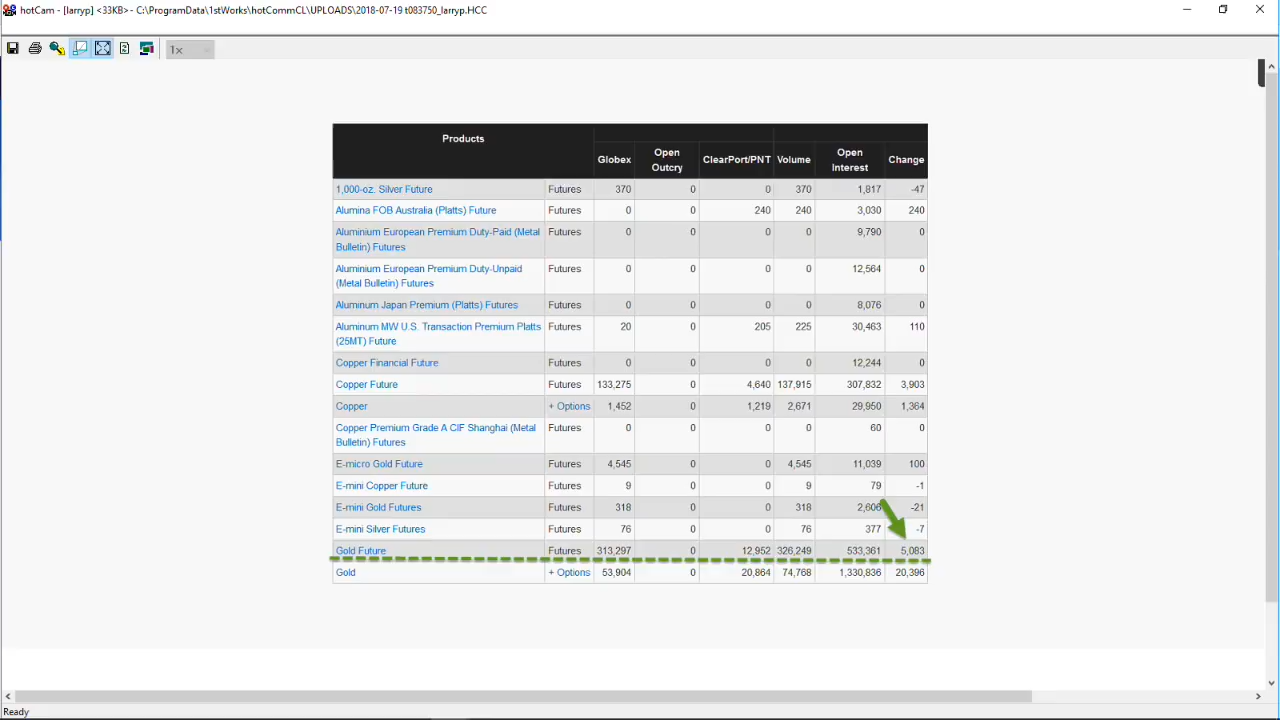 hotCam - [larryp] <33KB> - C:\ProgramData\1stWorks\hotCommCL\UPLOADS\2018-07-19 t083750_larryp.HCC
1x
Products
Globex Open Outcry ClearPort/PNT Volume Open Interest Change
1,000-oz. Silver Future Futures 370 0 0 370 1,817 -47
Alumina FOB Australia (Platts) Future Futures 0 0 240 240 3,030 240
Aluminium European Premium Duty-Paid (Metal Futures 0 0 0 0 9,790 0
Bulletin) Futures
Aluminium European Premium Duty-Unpaid Futures 0 0 0 0 12,564 0
(Metal Bulletin) Futures
Aluminum Japan Premium (Platts) Futures Futures 0 0 0 0 8,076 0
Aluminum MW U.S. Transaction Premium Platts Futures 20 0 205 225 30,463 110
(25MT) Future
Copper Financial Future Futures 0 0 0 0 12,244 0
Copper Future Futures 133,275 0 4,640 137,915 307,832 3,903
Copper + Options 1,452 0 1,219 2,671 29,950 1,364
Copper Premium Grade A CIF Shanghai (Metal Futures 0 0 0 0 60 0
Bulletin) Futures
E-micro Gold Future Futures 4,545 0 0 4,545 11,039 100
E-mini Copper Future Futures 9 0 0 9 79 -1
E-mini Gold Futures Futures 318 0 0 318 2,606 -21
E-mini Silver Futures Futures 76 0 0 76 377 -7
Gold Future Futures 313,297 0 12,952 326,249 533,361 5,083
Gold + Options 53,904 0 20,864 74,768 1,330,836 20,396
Ready